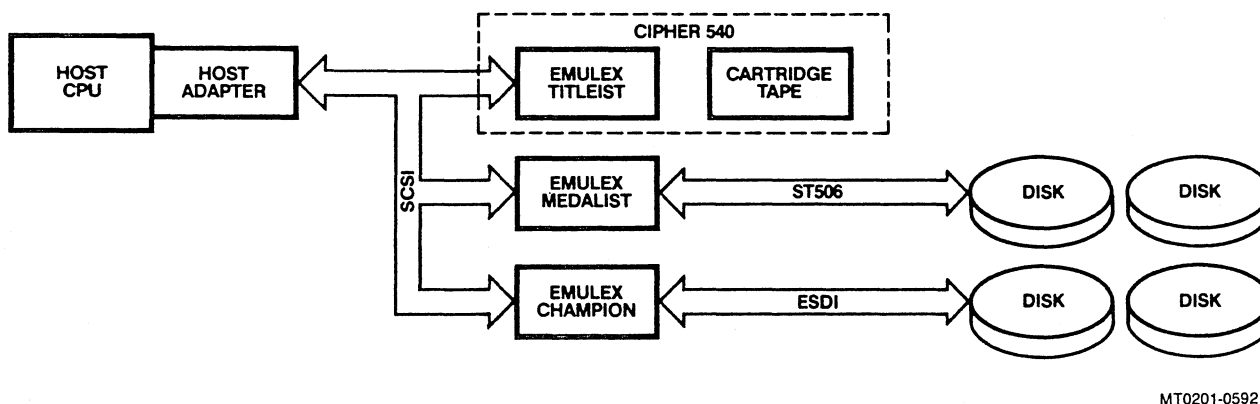 CIPHER 540
HOST
CPU
HOST
ADAPTER
EMULEX
TITLEIST
CARTRIDGE
TAPE
SCSI
EMULEX
MEDALIST
ST506
DISK
DISK
EMULEX
CHAMPION
ESDI
DISK
DISK
MT0201-0592